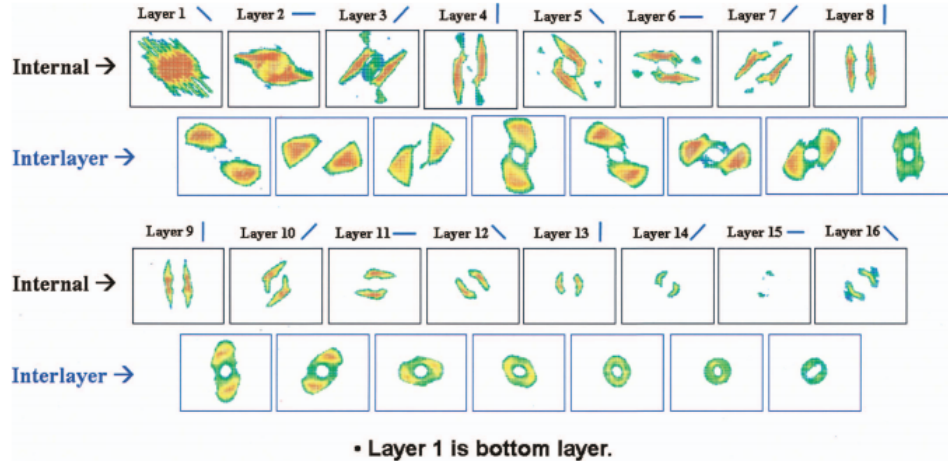 Layer 1 Layer 2 Layer 3 Layer 4 Layer 5 Layer 6 Layer 7 Layer 8
Internal →
Interlayer →
Layer 9 Layer 10 Layer 11 Layer 12 Layer 13 Layer 14 Layer 15 Layer 16
Internal →
Interlayer →
• Layer 1 is bottom layer.